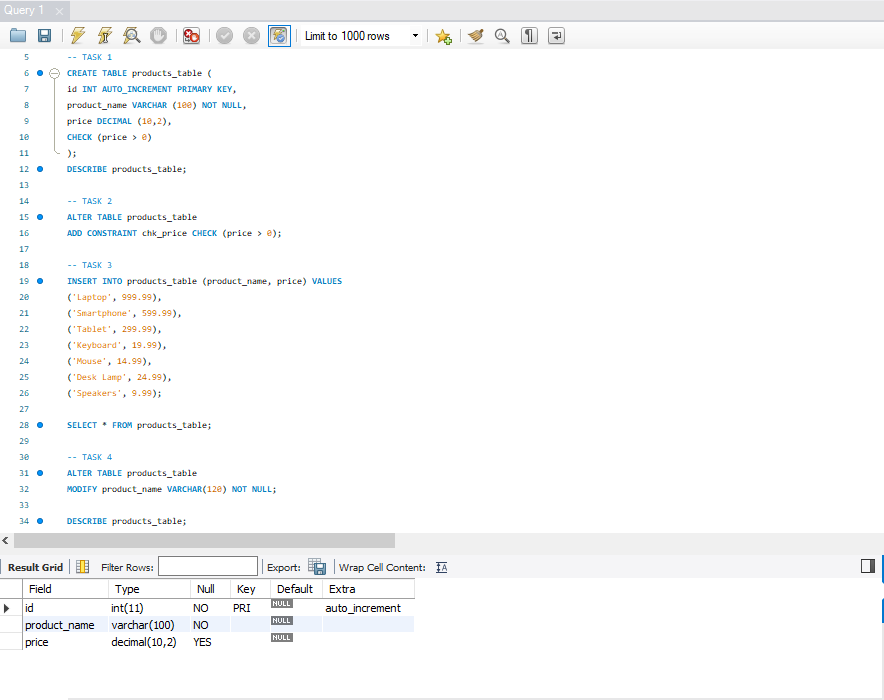 Query 1
Limit to 1000 rows
5 -- TASK 1
6 CREATE TABLE products_table (
7 id INT AUTO_INCREMENT PRIMARY KEY,
8 product_name VARCHAR (100) NOT NULL,
9 price DECIMAL (10,2),
10 CHECK (price > 0)
11 );
12 DESCRIBE products_table;
13
14 -- TASK 2
15 ALTER TABLE products_table
16 ADD CONSTRAINT chk_price CHECK (price > 0);
17
18 -- TASK 3
19 INSERT INTO products_table (product_name, price) VALUES
20 ('Laptop', 999.99),
21 ('Smartphone', 599.99),
22 ('Tablet', 299.99),
23 ('Keyboard', 19.99),
24 ('Mouse', 14.99),
25 ('Desk Lamp', 24.99),
26 ('Speakers', 9.99);
27
28 SELECT * FROM products_table;
29
30 -- TASK 4
31 ALTER TABLE products_table
32 MODIFY product_name VARCHAR(120) NOT NULL;
33
34 DESCRIBE products_table;
Result Grid Filter Rows: Export: Wrap Cell Content:
Field Type Null Key Default Extra
id int(11) NO PRI NULL auto_increment
product_name varchar(100) NO NULL
price decimal(10,2) YES NULL